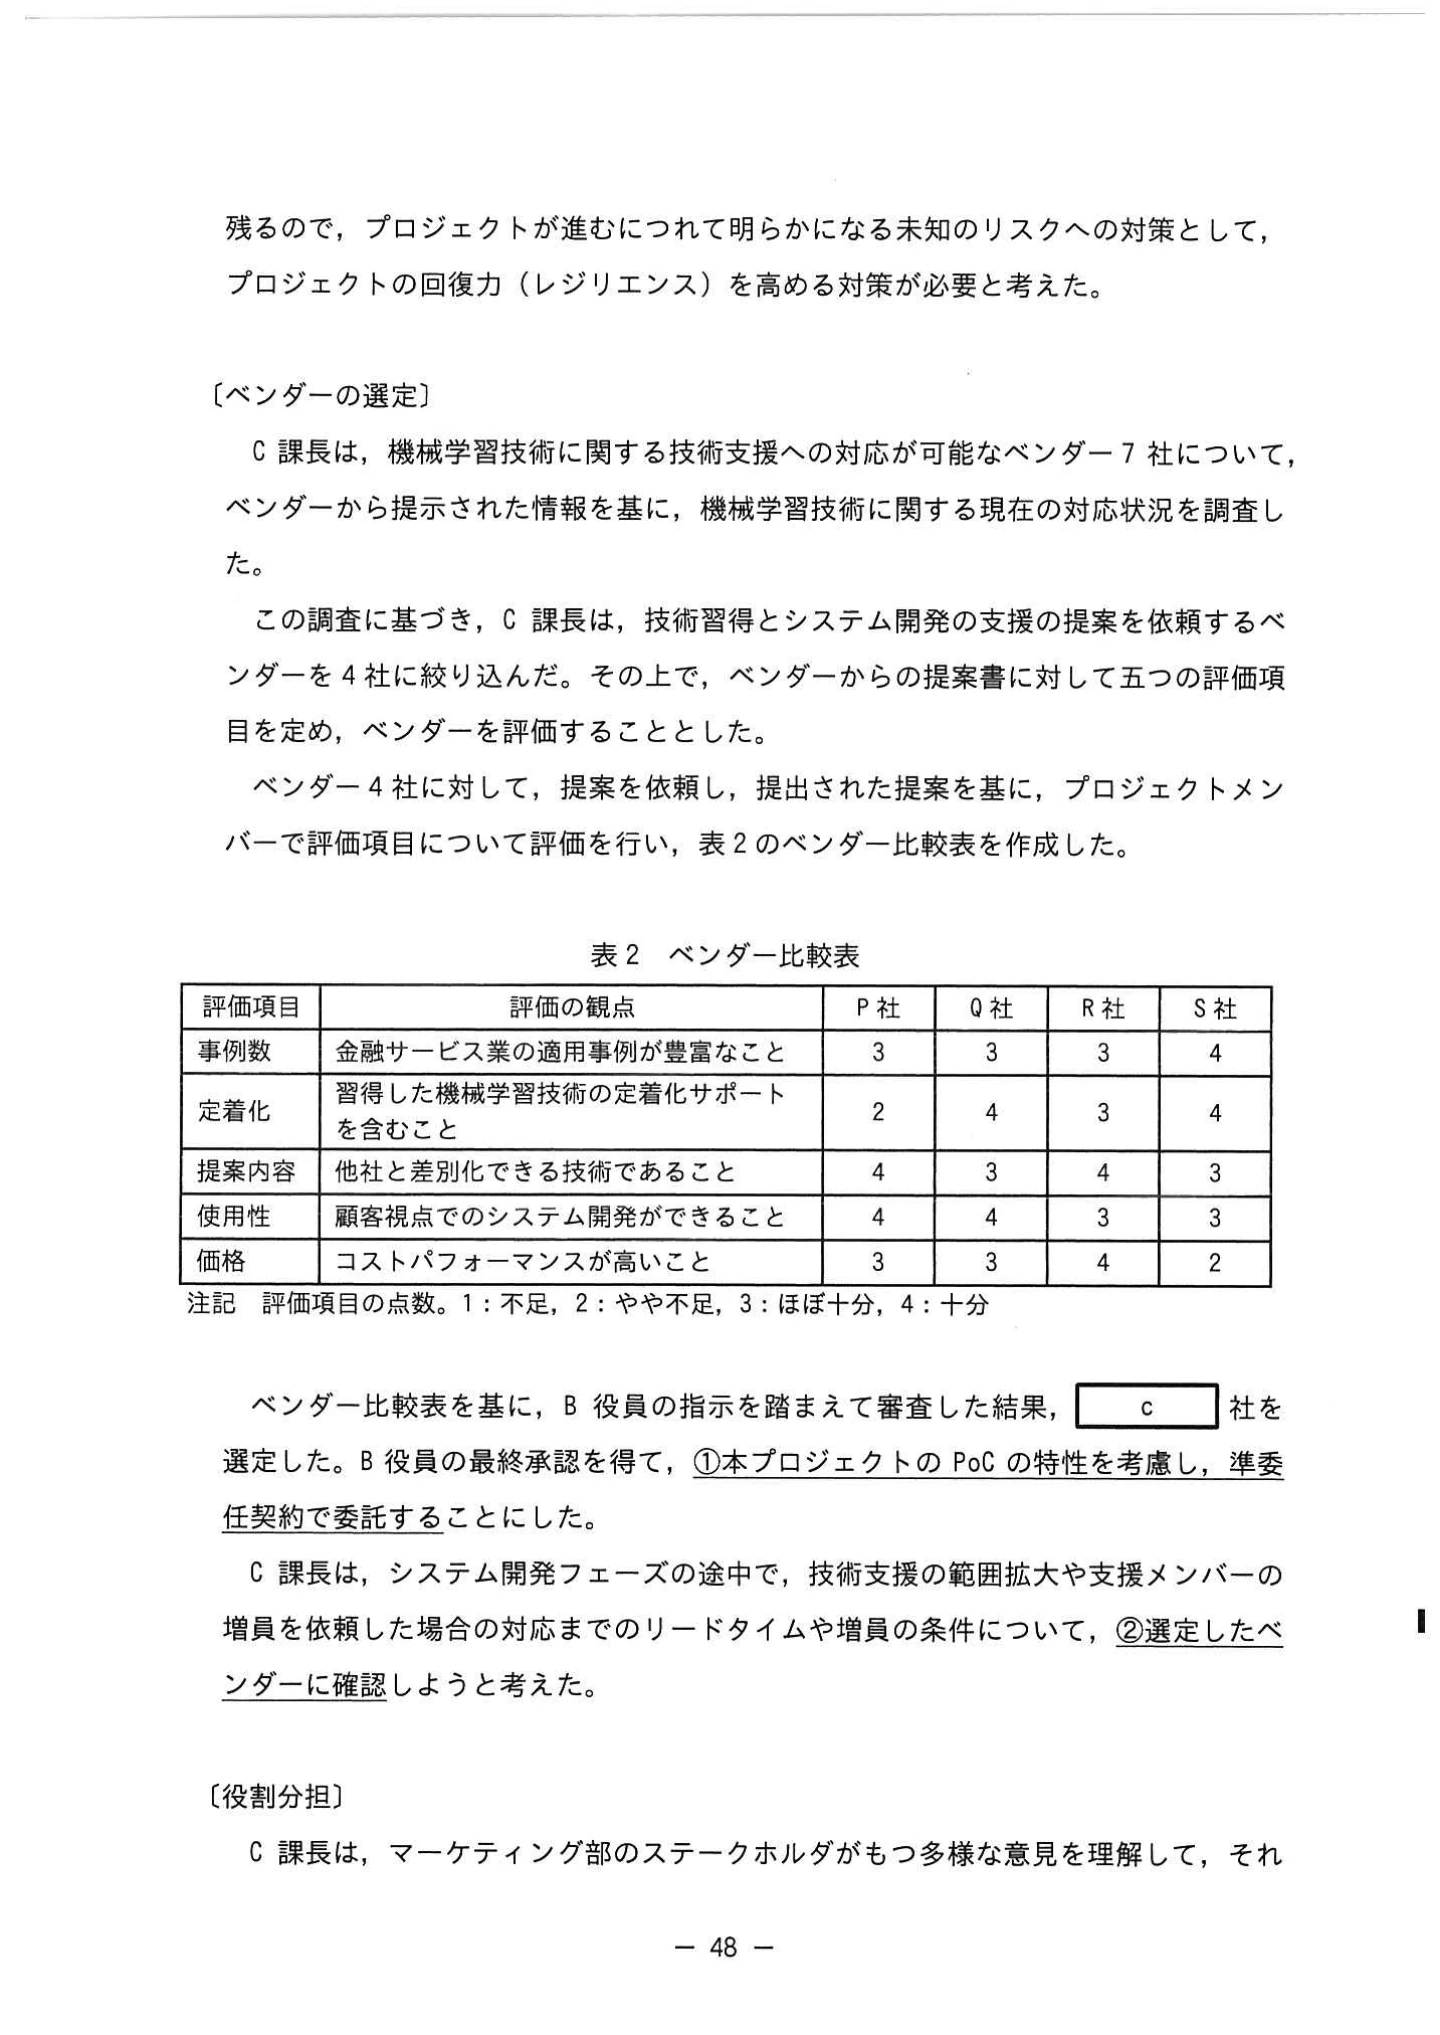 残るので，プロジェクトが進むにつれて明らかになる未知のリスクへの対策として，
プロジェクトの回復力（レジリエンス）を高める対策が必要と考えた。
〔ベンダーの選定〕
C 課長は，機械学習技術に関する技術支援への対応が可能なベンダー 7 社について，
ベンダーから提示された情報を基に，機械学習技術に関する現在の対応状況を調査し
た。
この調査に基づき，C 課長は，技術習得とシステム開発の支援の提案を依頼するベ
ンダーを 4 社に絞り込んだ。その上で，ベンダーからの提案書に対して五つの評価項
目を定め，ベンダーを評価することとした。
ベンダー 4 社に対して，提案を依頼し，提出された提案を基に，プロジェクトメン
バーで評価項目について評価を行い，表 2 のベンダー比較表を作成した。
表 2　ベンダー比較表
評価項目 評価の観点 P 社 Q 社 R 社 S 社
事例数 金融サービス業の適用事例が豊富なこと 3 3 3 4
定着化 習得した機械学習技術の定着化サポート
を含むこと 2 4 3 4
提案内容 他社と差別化できる技術であること 4 3 4 3
使用性 顧客視点でのシステム開発ができること 4 4 3 3
価格 コストパフォーマンスが高いこと 3 3 4 2
注記　評価項目の点数。1：不足，2：やや不足，3：ほぼ十分，4：十分
ベンダー比較表を基に，B 役員の指示を踏まえて審査した結果， c 社を
選定した。B 役員の最終承認を得て，①本プロジェクトの PoC の特性を考慮し，準委
任契約で委託することにした。
C 課長は，システム開発フェーズの途中で，技術支援の範囲拡大や支援メンバーの
増員を依頼した場合の対応までのリードタイムや増員の条件について，②選定したベ
ンダーに確認しようと考えた。
〔役割分担〕
C 課長は，マーケティング部のステークホルダがもつ多様な意見を理解して，それ
－ 48 －